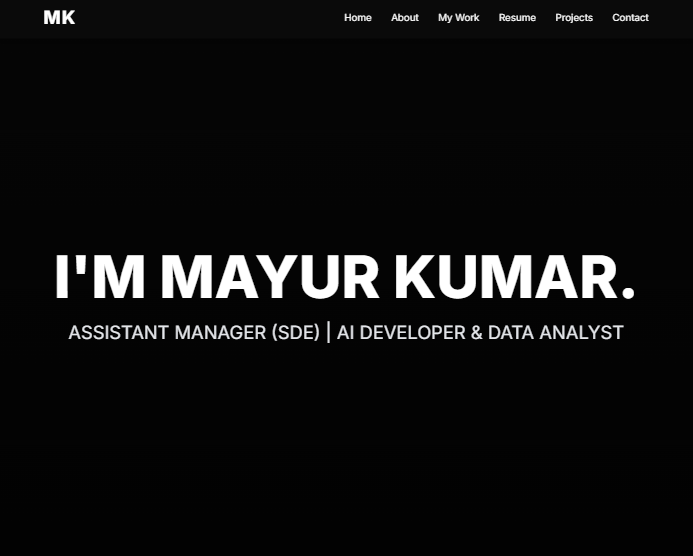 MK
Home About My Work Resume Projects Contact
I'M MAYUR KUMAR.
ASSISTANT MANAGER (SDE) | AI DEVELOPER & DATA ANALYST